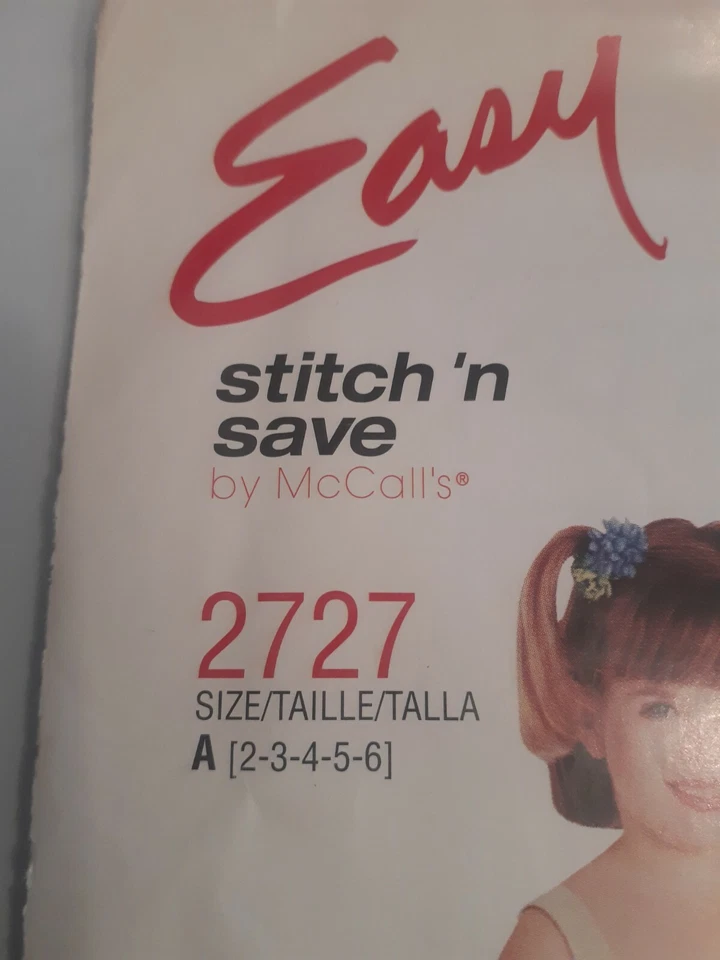 Easy
stitch 'n
save
by McCall's®
2727
SIZE/TAILLE/TALLA
A [2-3-4-5-6]